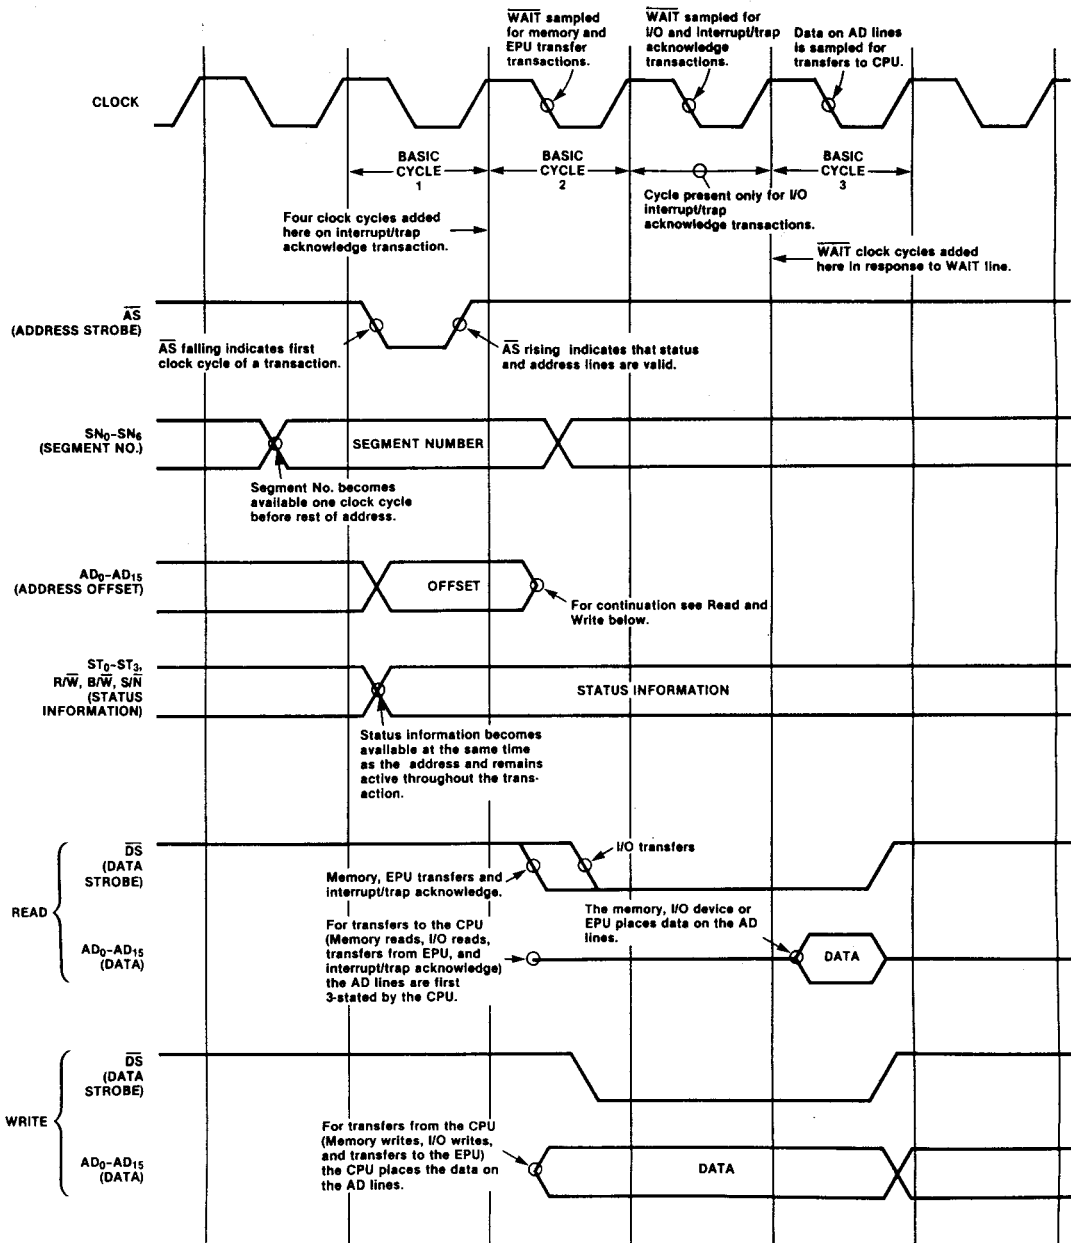 W̅A̅I̅T̅ sampled
for memory and
EPU transfer
transactions.
W̅A̅I̅T̅ sampled for
I/O and interrupt/trap
acknowledge
transactions.
Data on AD lines
is sampled for
transfers to CPU.
CLOCK
BASIC
CYCLE
1
BASIC
CYCLE
2
BASIC
CYCLE
3
Cycle present only for I/O
interrupt/trap
acknowledge transactions.
Four clock cycles added
here on interrupt/trap
acknowledge transaction.
W̅A̅I̅T̅ clock cycles added
here in response to WAIT line.
A̅S̅
(ADDRESS STROBE)
A̅S̅ falling indicates first
clock cycle of a transaction.
A̅S̅ rising indicates that status
and address lines are valid.
SN₀–SN₆
(SEGMENT NO.)
SEGMENT NUMBER
Segment No. becomes
available one clock cycle
before rest of address.
AD₀–AD₁₅
(ADDRESS OFFSET)
OFFSET
For continuation see Read and
Write below.
ST₀–ST₃,
R/W̅, B/W̅, S/N̅
(STATUS
INFORMATION)
STATUS INFORMATION
Status information becomes
available at the same time
as the address and remains
active throughout the trans-
action.
READ
D̅S̅
(DATA
STROBE)
I/O transfers
Memory, EPU transfers and
interrupt/trap acknowledge.
AD₀–AD₁₅
(DATA)
For transfers to the CPU
(Memory reads, I/O reads,
transfers from EPU, and
interrupt/trap acknowledge)
the AD lines are first
3-stated by the CPU.
The memory, I/O device or
EPU places data on the AD
lines.
DATA
WRITE
D̅S̅
(DATA
STROBE)
AD₀–AD₁₅
(DATA)
For transfers from the CPU
(Memory writes, I/O writes,
and transfers to the EPU)
the CPU places the data on
the AD lines.
DATA